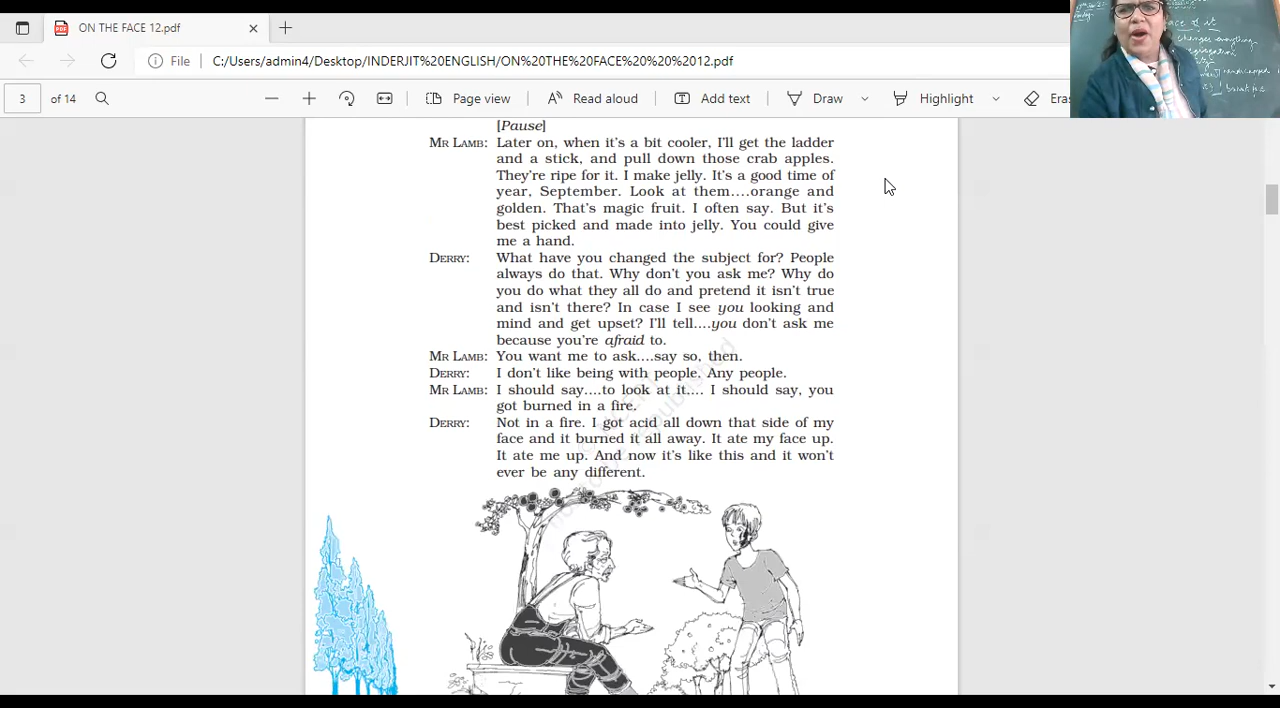 ON THE FACE 12.pdf
File C:/Users/admin4/Desktop/INDERJIT%20ENGLISH/ON%20THE%20FACE%20%20%2012.pdf
3 of 14 Page view Read aloud Add text Draw Highlight Eras
[Pause]
MR LAMB: Later on, when it's a bit cooler, I'll get the ladder
and a stick, and pull down those crab apples.
They're ripe for it. I make jelly. It's a good time of
year, September. Look at them....orange and
golden. That's magic fruit. I often say. But it's
best picked and made into jelly. You could give
me a hand.
DERRY: What have you changed the subject for? People
always do that. Why don't you ask me? Why do
you do what they all do and pretend it isn't true
and isn't there? In case I see you looking and
mind and get upset? I'll tell....you don't ask me
because you're afraid to.
MR LAMB: You want me to ask....say so, then.
DERRY: I don't like being with people. Any people.
MR LAMB: I should say....to look at it.... I should say, you
got burned in a fire.
DERRY: Not in a fire. I got acid all down that side of my
face and it burned it all away. It ate my face up.
It ate me up. And now it's like this and it won't
ever be any different.
ace of it
changes everything